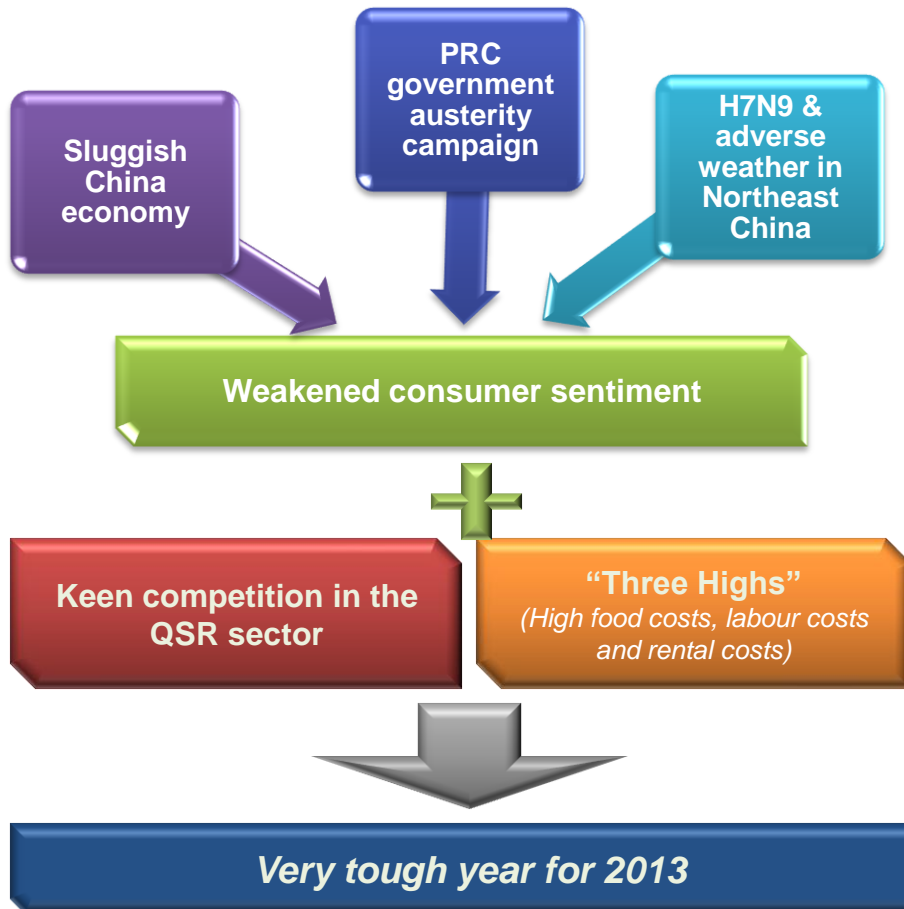 PRC
government
austerity
campaign
Sluggish
China
economy
H7N9 &
adverse
weather in
Northeast
China
Weakened consumer sentiment
Keen competition in the
QSR sector
“Three Highs”
(High food costs, labour costs
and rental costs)
Very tough year for 2013